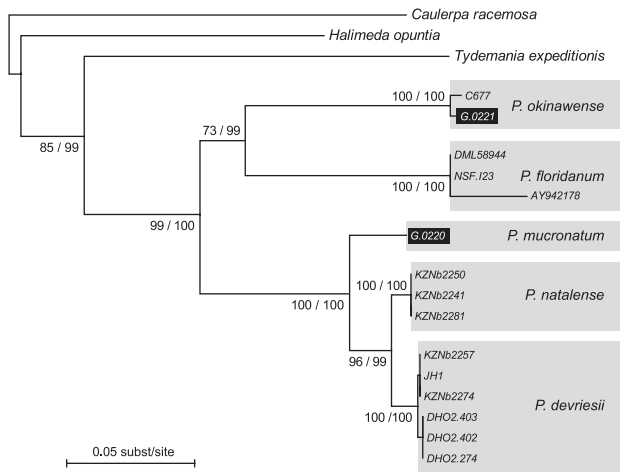 Caulerpa racemosa
Halimeda opuntia
Tydemania expeditionis
100 / 100
C677
G.0221
P. okinawense
73 / 99
85 / 99
DML58944
NSF.I23
AY942178
P. floridanum
100 / 100
99 / 100
G.0220
P. mucronatum
100 / 100
KZNb2250
KZNb2241
KZNb2281
P. natalense
100 / 100
96 / 99
KZNb2257
JH1
KZNb2274
DHO2.403
DHO2.402
DHO2.274
P. devriesii
100 /100
0.05 subst/site